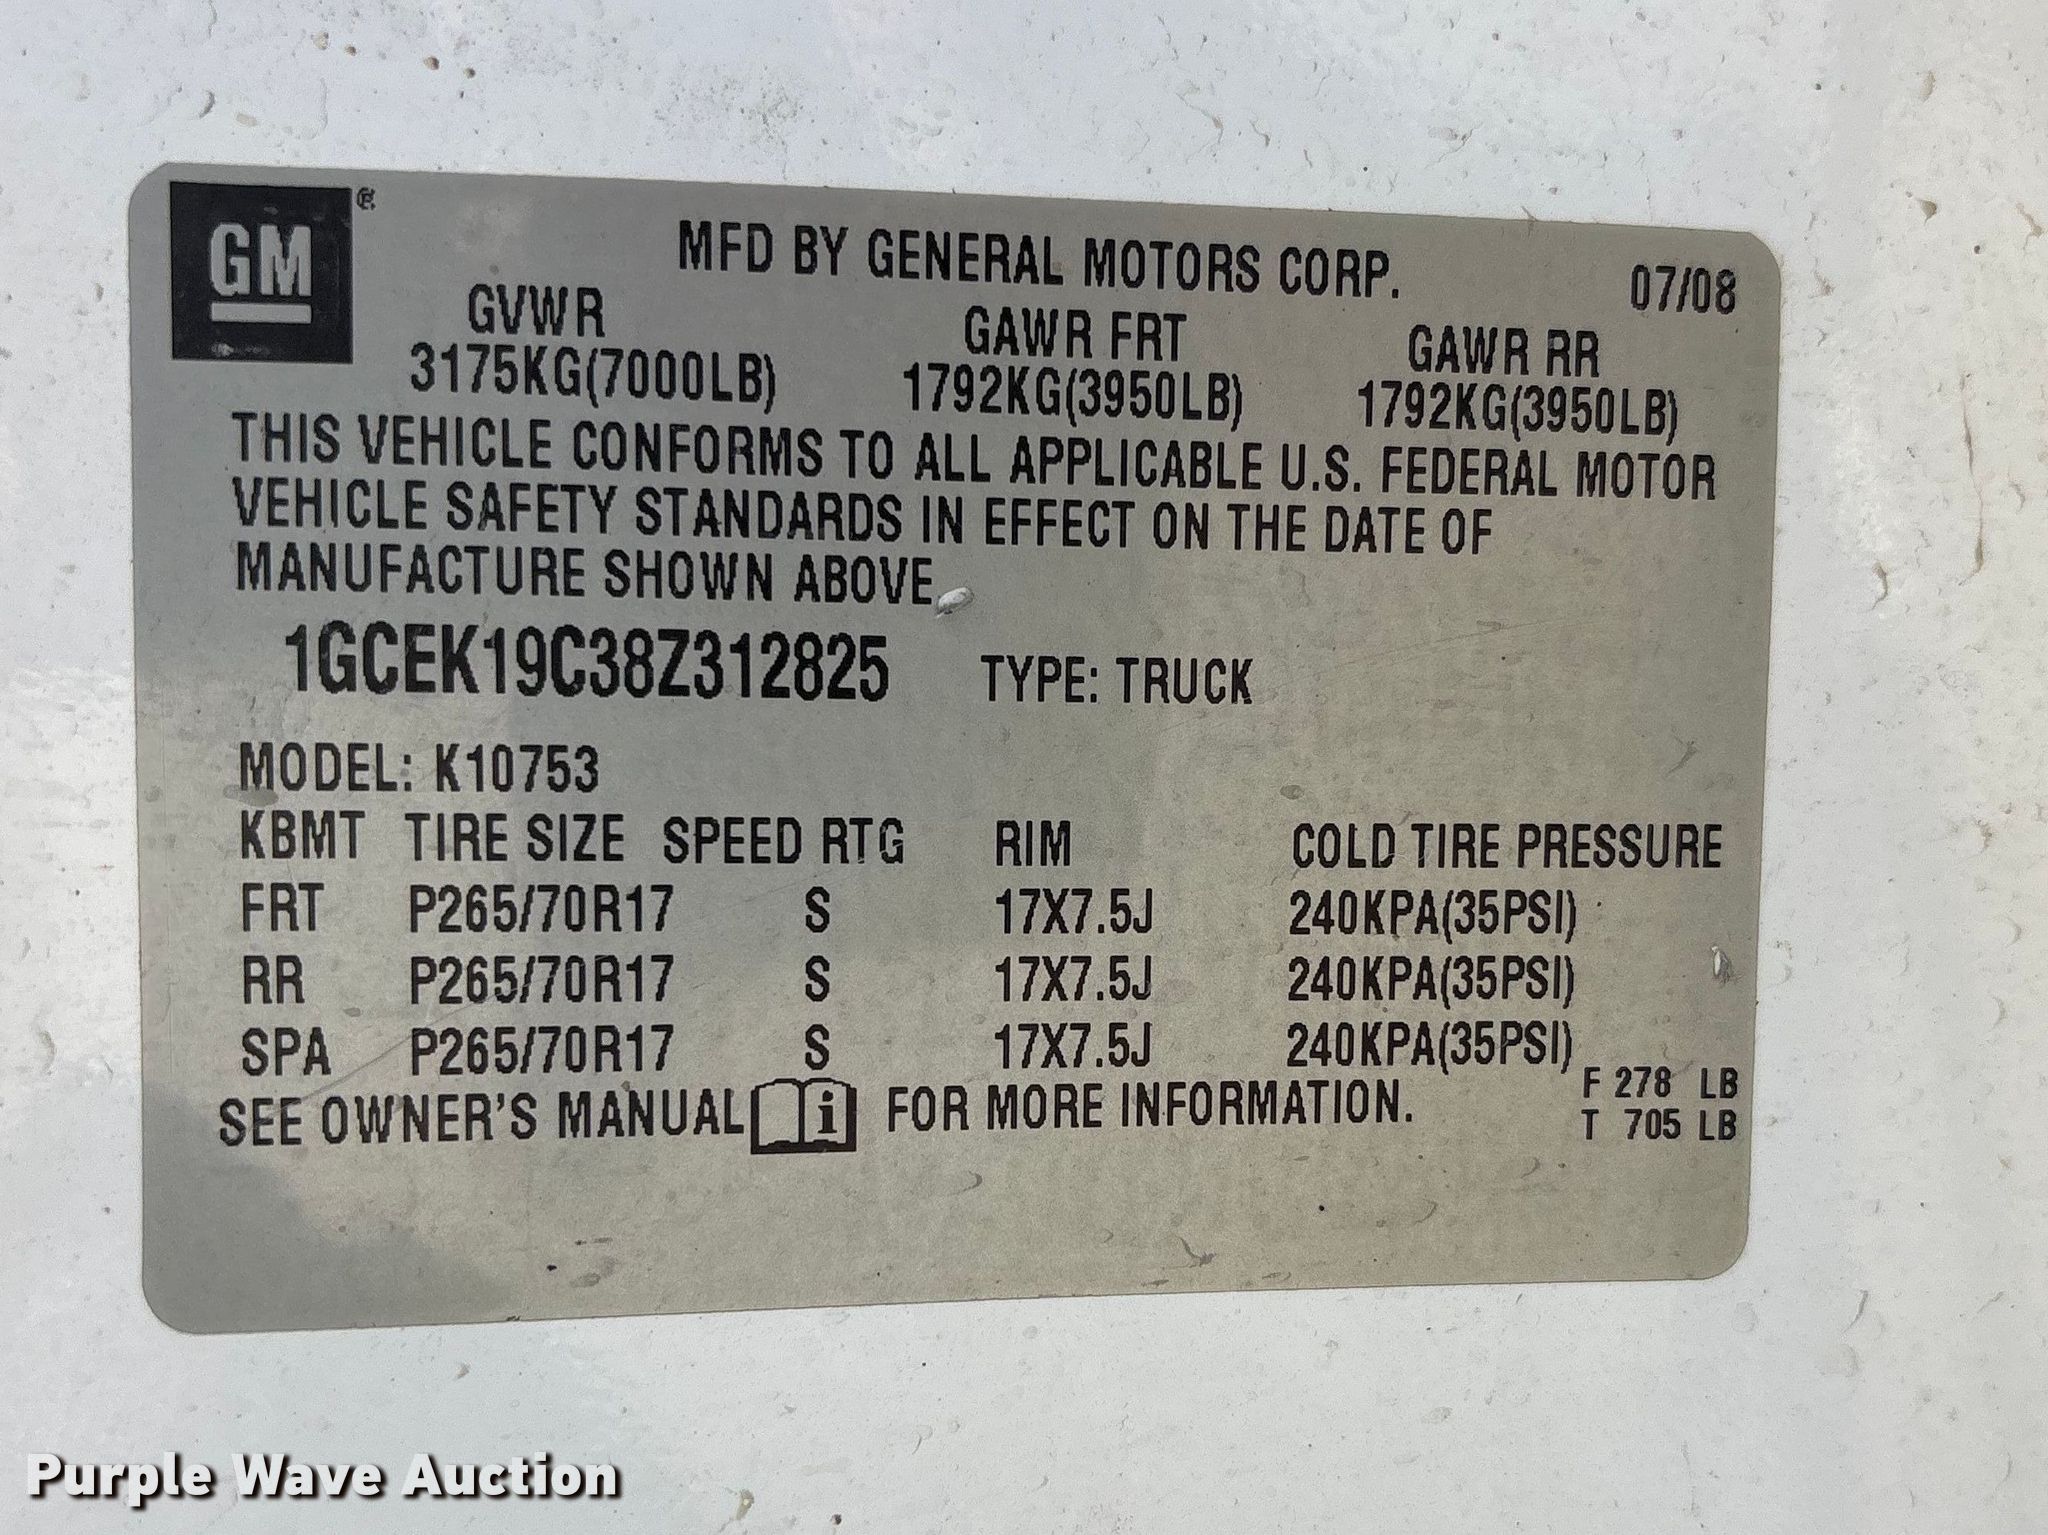 GM ®
MFD BY GENERAL MOTORS CORP.
07/08
GVWR GAWR FRT GAWR RR
3175KG(7000LB) 1792KG(3950LB) 1792KG(3950LB)
THIS VEHICLE CONFORMS TO ALL APPLICABLE U.S. FEDERAL MOTOR
VEHICLE SAFETY STANDARDS IN EFFECT ON THE DATE OF
MANUFACTURE SHOWN ABOVE.
1GCEK19C38Z312825 TYPE: TRUCK
MODEL: K10753
KBMT TIRE SIZE SPEED RTG RIM COLD TIRE PRESSURE
FRT P265/70R17 S 17X7.5J 240KPA(35PSI)
RR P265/70R17 S 17X7.5J 240KPA(35PSI)
SPA P265/70R17 S 17X7.5J 240KPA(35PSI)
SEE OWNER'S MANUAL i FOR MORE INFORMATION.
F 278 LB
T 705 LB
Purple Wave Auction